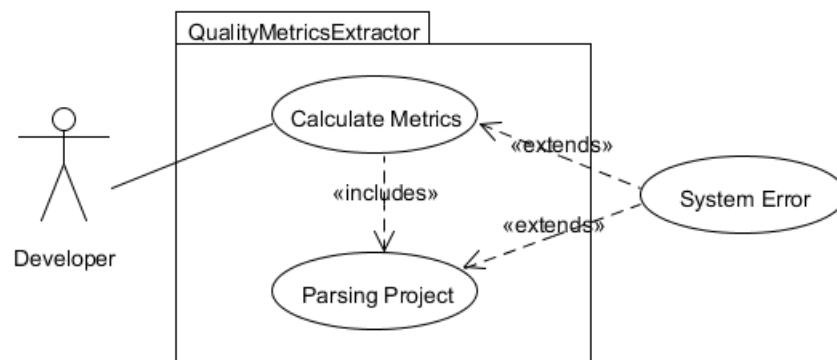 QualityMetricsExtractor
Calculate Metrics
«extends»
«includes»
System Error
«extends»
Developer
Parsing Project